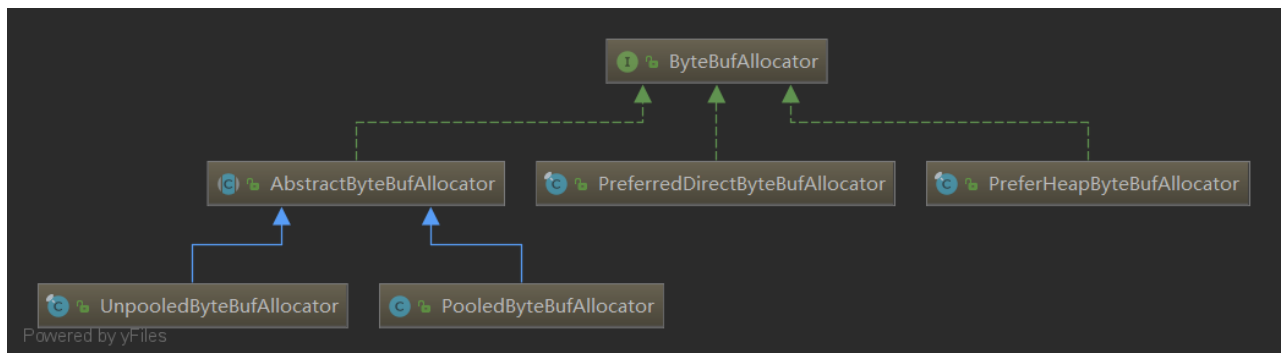 ByteBufAllocator
AbstractByteBufAllocator
PreferredDirectByteBufAllocator
PreferHeapByteBufAllocator
UnpooledByteBufAllocator
PooledByteBufAllocator
Powered by yFiles